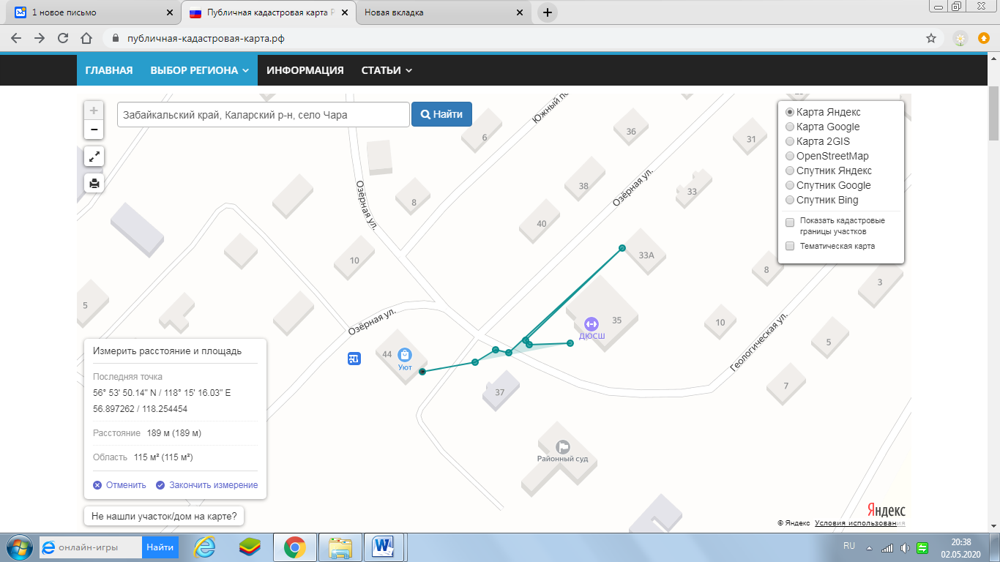 1 новое письмо
Публичная кадастровая карта Р
Новая вкладка
публичная-кадастровая-карта.рф
ГЛАВНАЯ
ВЫБОР РЕГИОНА
ИНФОРМАЦИЯ
СТАТЬИ
Забайкальский край, Каларский р-н, село Чара
Найти
Карта Яндекс
Карта Google
Карта 2GIS
OpenStreetMap
Спутник Яндекс
Спутник Google
Спутник Bing
Показать кадастровые
границы участков
Тематическая карта
6
36
31
38
33
8
40
10
33А
8
3
5
35
10
5
44
37
7
Озёрная ул.
Озёрная ул.
Озёрная ул.
Геологическая ул.
ДЮСШ
Уют
Районный суд
Измерить расстояние и площадь
Последняя точка
56° 53' 50.14" N / 118° 15' 16.03" E
56.897262 / 118.254454
Расстояние 189 м (189 м)
Область 115 м² (115 м²)
Отменить
Закончить измерение
Не нашли участок/дом на карте?
Яндекс
© Яндекс Условия использования
онлайн-игры
Найти
RU
20:38
02.05.2020